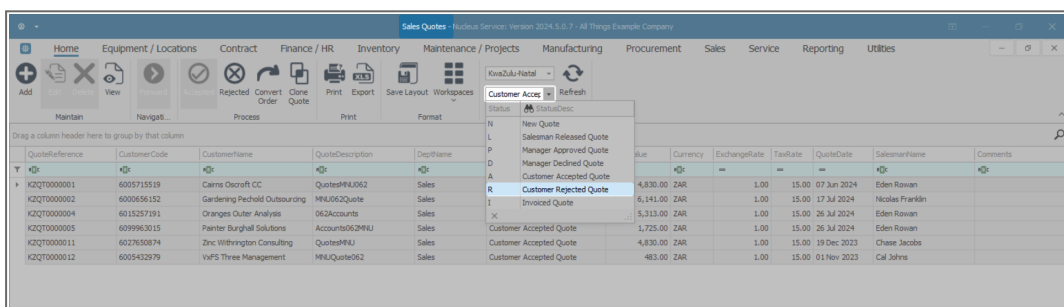 Sales Quotes - Nucleus Service: Version 2024.5.0.7 - All Things Example Company
Home Equipment / Locations Contract Finance / HR Inventory Maintenance / Projects Manufacturing Procurement Sales Service Reporting Utilities
Add Edit Delete View Forward Accepted Rejected Convert Order Clone Quote Print Export Save Layout Workspaces KwaZulu-Natal Refresh
XLS
Customer Accep
Maintain Navigati... Process Print Format
Status StatusDesc
N New Quote
L Salesman Released Quote
P Manager Approved Quote
D Manager Declined Quote
A Customer Accepted Quote
R Customer Rejected Quote
I Invoiced Quote
Drag a column header here to group by that column
QuoteReference CustomerCode CustomerName QuoteDescription DeptName alue Currency ExchangeRate TaxRate QuoteDate SalesmanName Comments
KZQT0000001 6005715519 Cairns Oscroft CC QuotesMNU062 Sales 4,830.00 ZAR 1.00 15.00 07 Jun 2024 Eden Rowan
KZQT0000002 6000656152 Gardening Pechold Outsourcing MNU062Quote Sales 6,141.00 ZAR 1.00 15.00 17 Jul 2024 Nicolas Franklin
KZQT0000004 6015257191 Oranges Outer Analysis 062Accounts Sales 5,313.00 ZAR 1.00 15.00 26 Jul 2024 Eden Rowan
KZQT0000005 6099963015 Painter Burghall Solutions Accounts062MNU Sales Customer Accepted Quote 1,725.00 ZAR 1.00 15.00 26 Jul 2024 Eden Rowan
KZQT0000011 6027650874 Zinc Withrington Consulting QuotesMNU Sales Customer Accepted Quote 4,830.00 ZAR 1.00 15.00 19 Dec 2023 Chase Jacobs
KZQT0000012 6005432979 VxFS Three Management MNUQuote062 Sales Customer Accepted Quote 483.00 ZAR 1.00 15.00 01 Nov 2023 Cal Johns